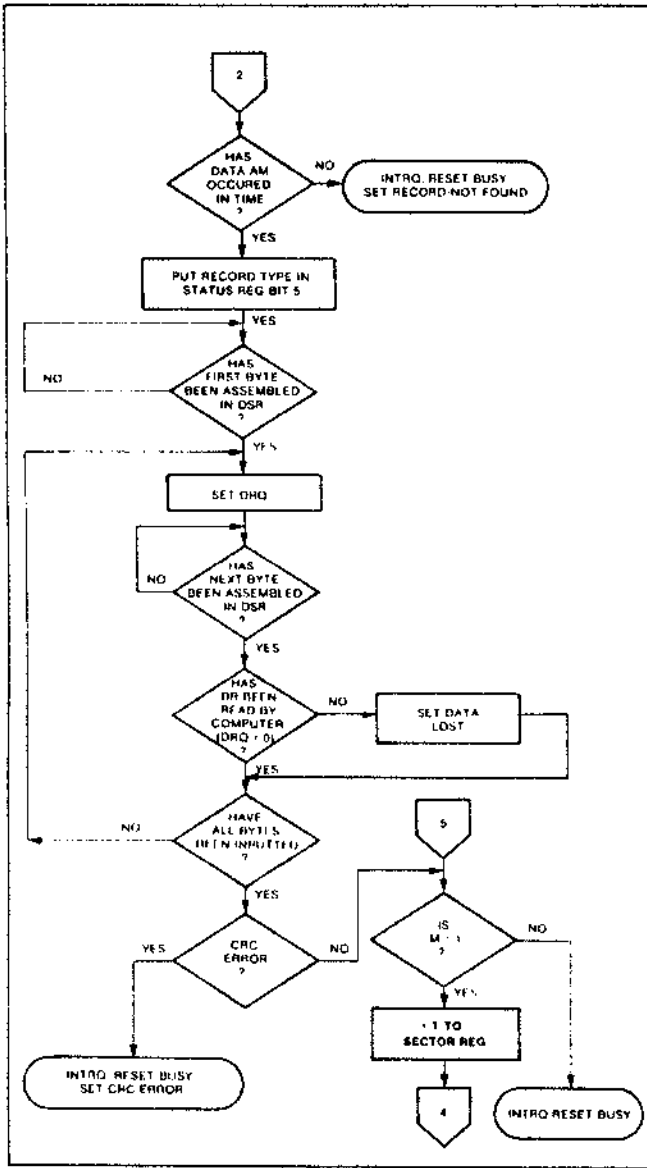 2
HAS
DATA AM
OCCURED
IN TIME
?
NO
INTRQ. RESET BUSY
SET RECORD-NOT FOUND
YES
PUT RECORD TYPE IN
STATUS REG BIT 5
YES
NO
HAS
FIRST BYTE
BEEN ASSEMBLED
IN DSR
?
YES
SET DRQ
NO
HAS
NEXT BYTE
BEEN ASSEMBLED
IN DSR
?
YES
HAS
DR BEEN
READ BY
COMPUTER
(DRQ = 0)
?
NO
SET DATA
LOST
YES
NO
HAVE
ALL BYTES
BEEN INPUTTED
?
5
YES
YES
CRC
ERROR
?
NO
IS
M = 1
?
NO
YES
INTRQ. RESET BUSY
SET CRC ERROR
+ 1 TO
SECTOR REG
4
INTRQ RESET BUSY